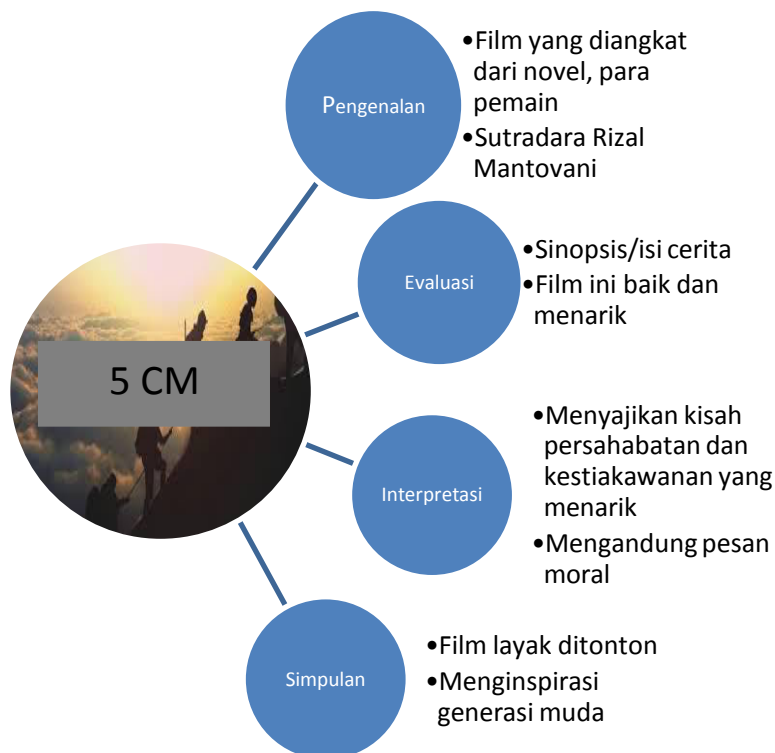 Pengenalan
•Film yang diangkat
dari novel, para
pemain
•Sutradara Rizal
Mantovani
Evaluasi
•Sinopsis/isi cerita
•Film ini baik dan
menarik
5 CM
Interpretasi
•Menyajikan kisah
persahabatan dan
kestiakawanan yang
menarik
•Mengandung pesan
moral
Simpulan
•Film layak ditonton
•Menginspirasi
generasi muda